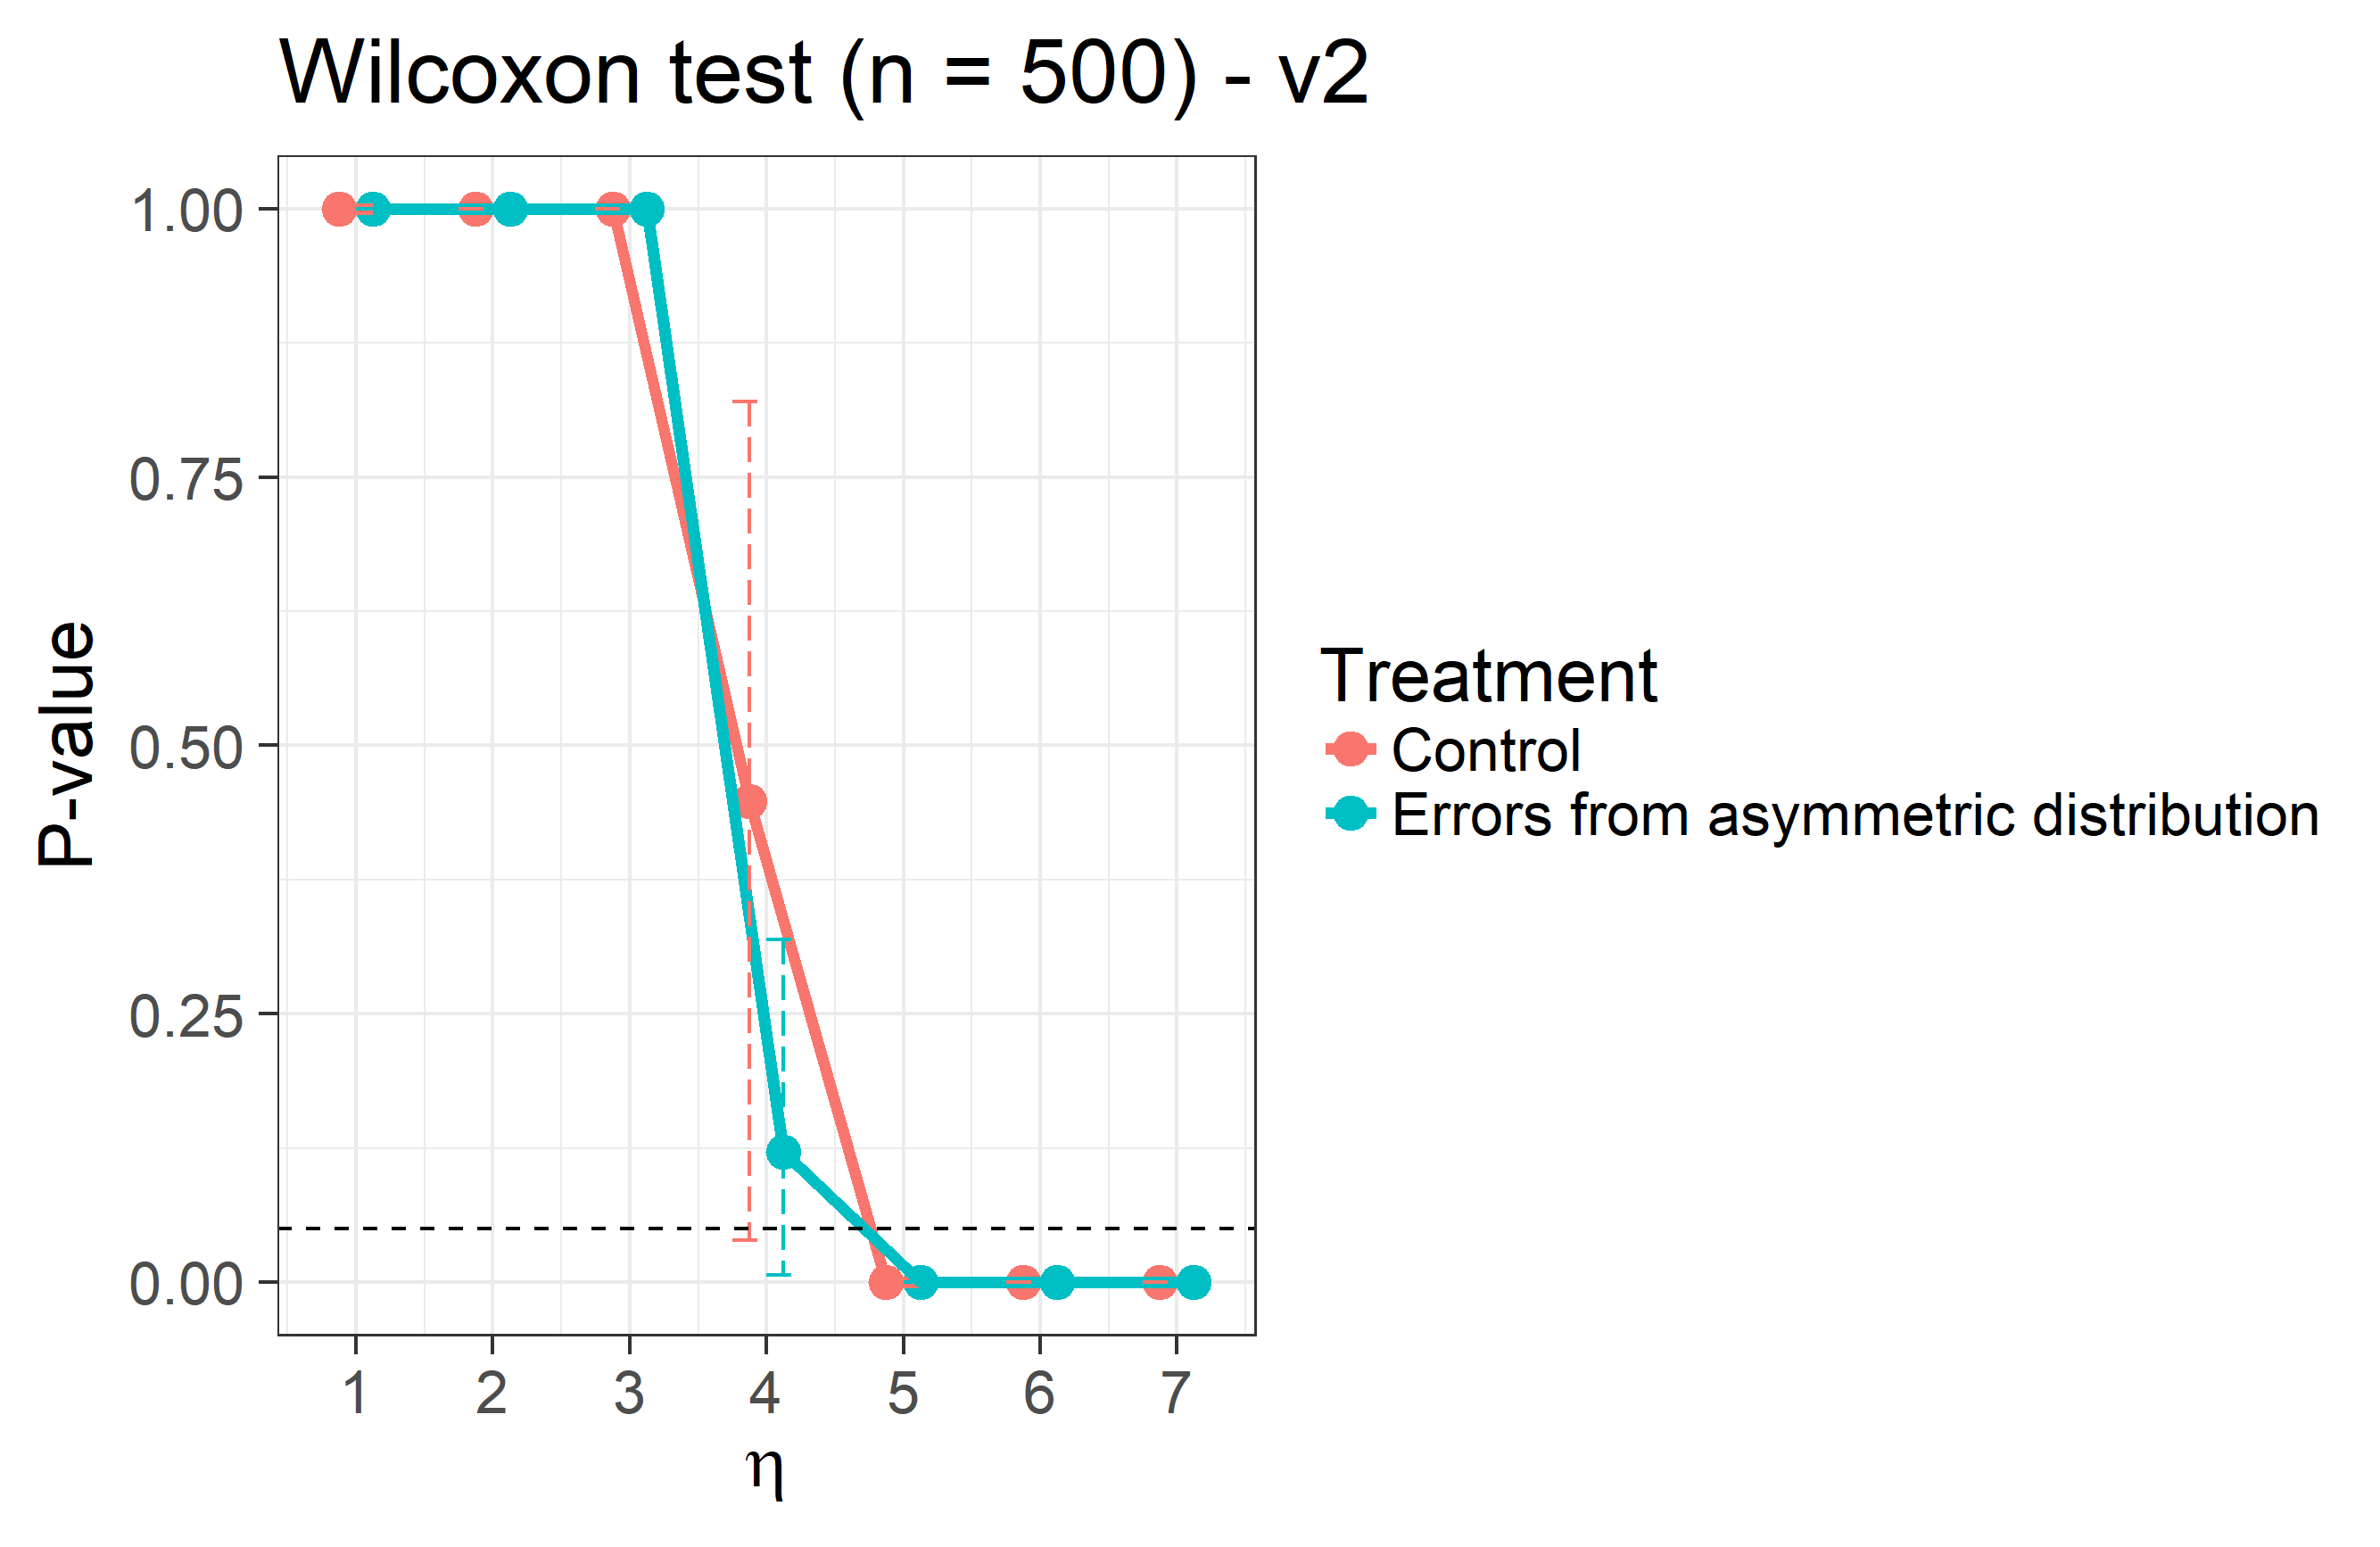 Wilcoxon test (n = 500) - v2
P-value
1.00
0.75
0.50
0.25
0.00
1 2 3 4 5 6 7
η
Treatment
Control
Errors from asymmetric distribution